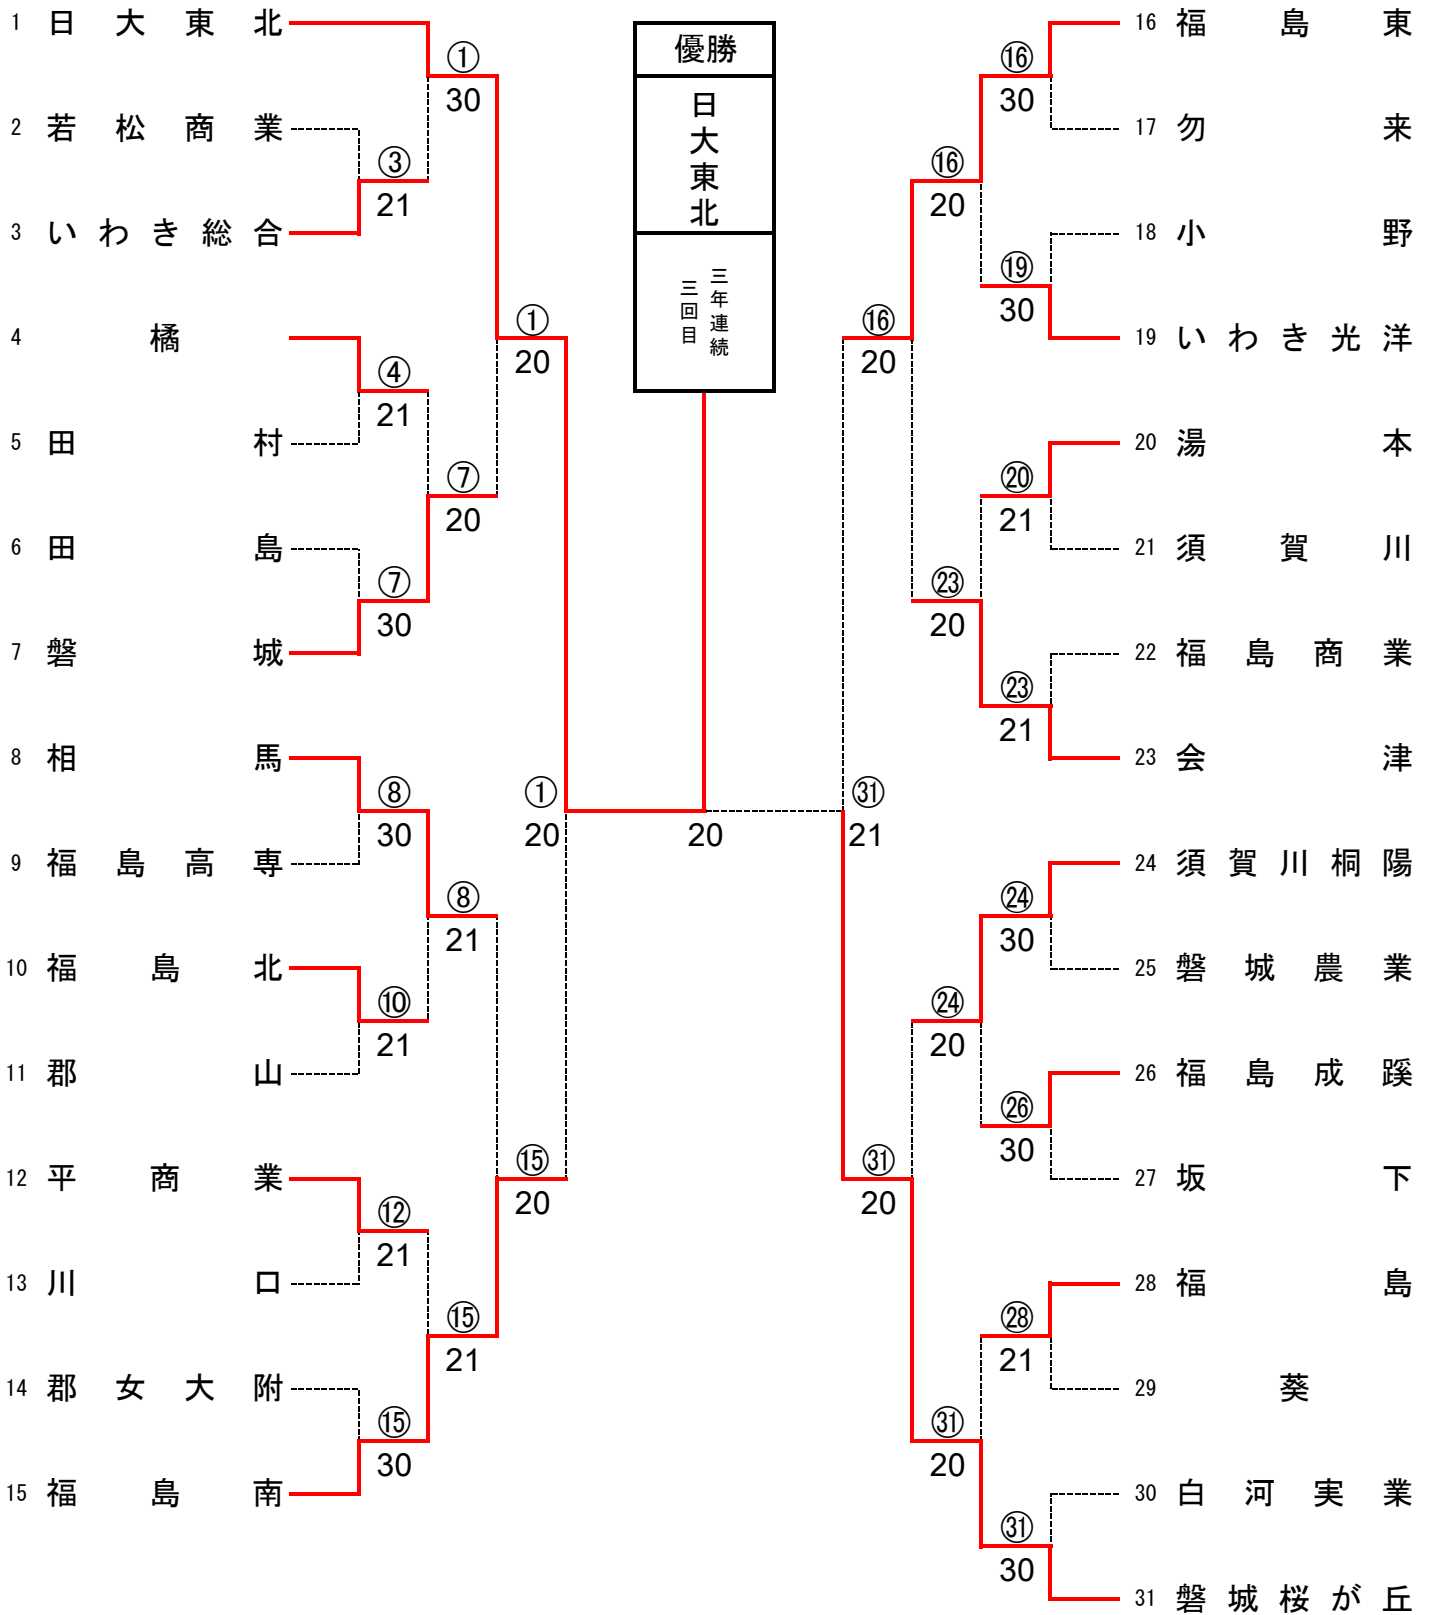 1 日大東北
2 若松商業
3 いわき総合
4 橘
5 田村
6 田島
7 磐城
8 相馬
9 福島高専
10 福島北
11 郡山
12 平商業
13 川口
14 郡女大附
15 福島南
①
30
③
21
④
21
⑦
20
⑦
30
①
20
⑧
30
⑧
21
⑩
21
⑫
21
⑮
21
⑮
30
⑮
20
①
20
優勝
日大東北
三年連続
三回目
20
㉛
21
⑯
20
⑯
20
⑯
30
⑲
30
⑳
21
㉓
20
㉓
21
㉔
30
㉔
20
㉖
30
㉛
20
㉘
21
㉛
20
㉛
30
16 福島東
17 勿来
18 小野
19 いわき光洋
20 湯本
21 須賀川
22 福島商業
23 会津
24 須賀川桐陽
25 磐城農業
26 福島成蹊
27 坂下
28 福島
29 葵
30 白河実業
31 磐城桜が丘